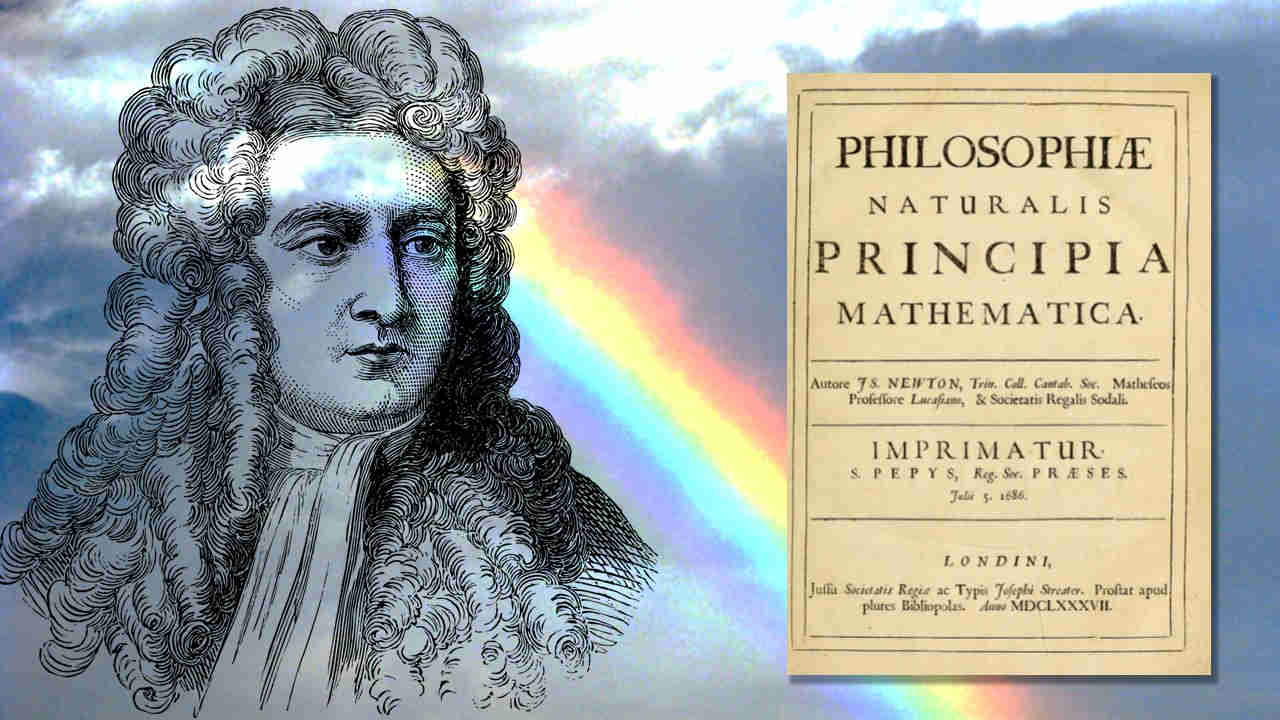 PHILOSOPHIÆ
NATURALIS
PRINCIPIA
MATHEMATICA.
Autore JS. NEWTON, Trin. Coll. Cantab. Soc. Matheſeos
Profeſſore Lucaſiano, & Societatis Regalis Sodali.
IMPRIMATUR.
S. PEPYS, Reg. Soc. PRÆSES.
Julii 5. 1686.
LONDINI,
Juſſu Societatis Regiæ ac Typis Joſephi Streater. Proſtat apud
plures Bibliopolas. Anno MDCLXXXVII.